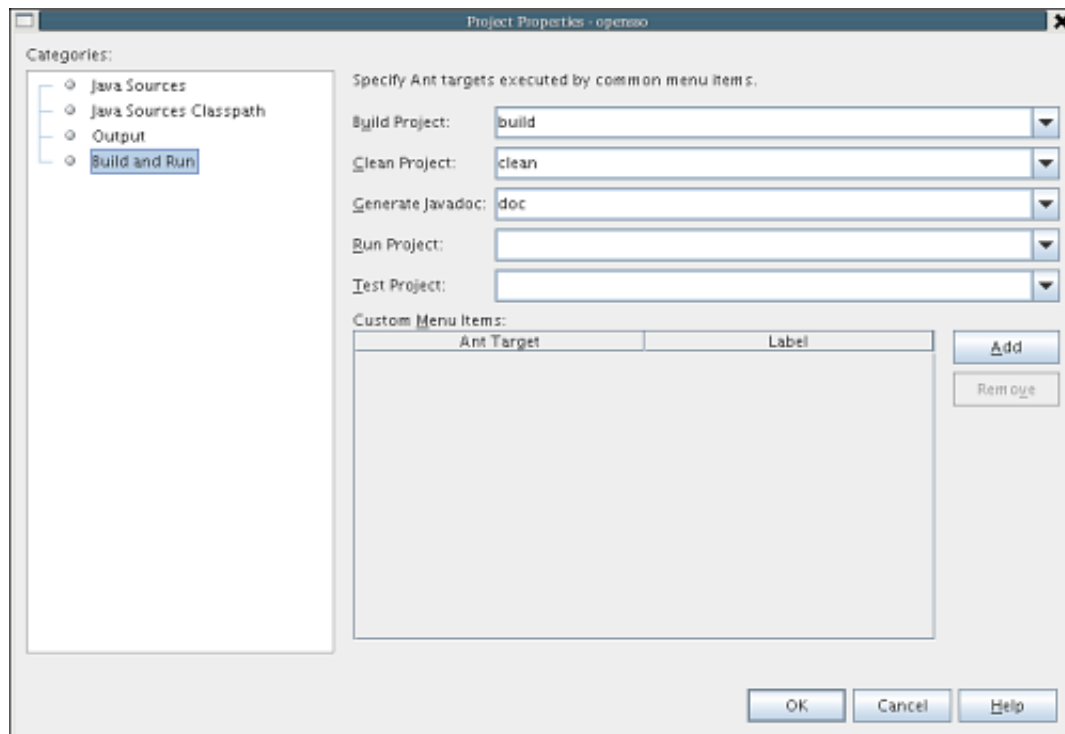 Project Properties - opensso
Categories:
Java Sources
Java Sources Classpath
Output
Build and Run
Specify Ant targets executed by common menu items.
Build Project: build
Clean Project: clean
Generate Javadoc: doc
Run Project:
Test Project:
Custom Menu Items:
Ant Target Label
Add
Remove
OK Cancel Help